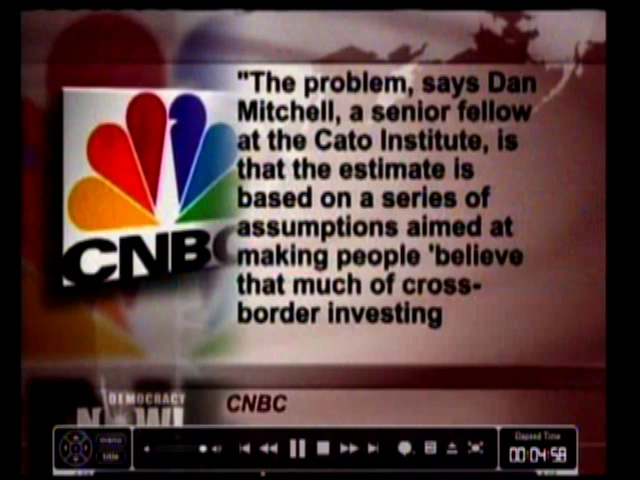 "The problem, says Dan
Mitchell, a senior fellow
at the Cato Institute, is
that the estimate is
based on a series of
assumptions aimed at
making people 'believe
that much of cross-
border investing
CNBC
DEMOCRACY
NOW!
CNBC
menu
title
Elapsed Time
00:04:58